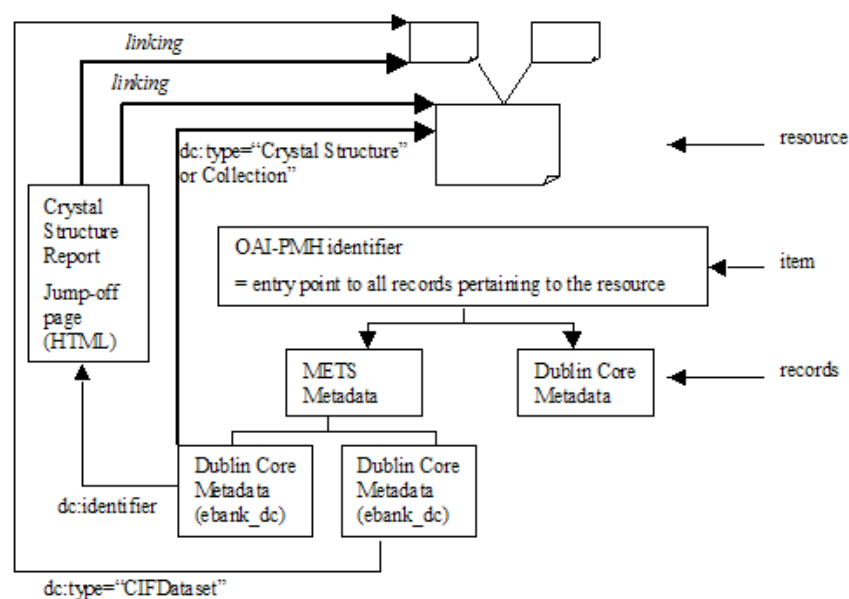 linking
linking
dc:type=“Crystal Structure”
or Collection”
resource
Crystal
Structure
Report
Jump-off
page
(HTML)
OAI-PMH identifier
= entry point to all records pertaining to the resource
item
METS
Metadata
Dublin Core
Metadata
records
Dublin Core
Metadata
(ebank_dc)
Dublin Core
Metadata
(ebank_dc)
dc:identifier
dc:type=“CIFDataset”